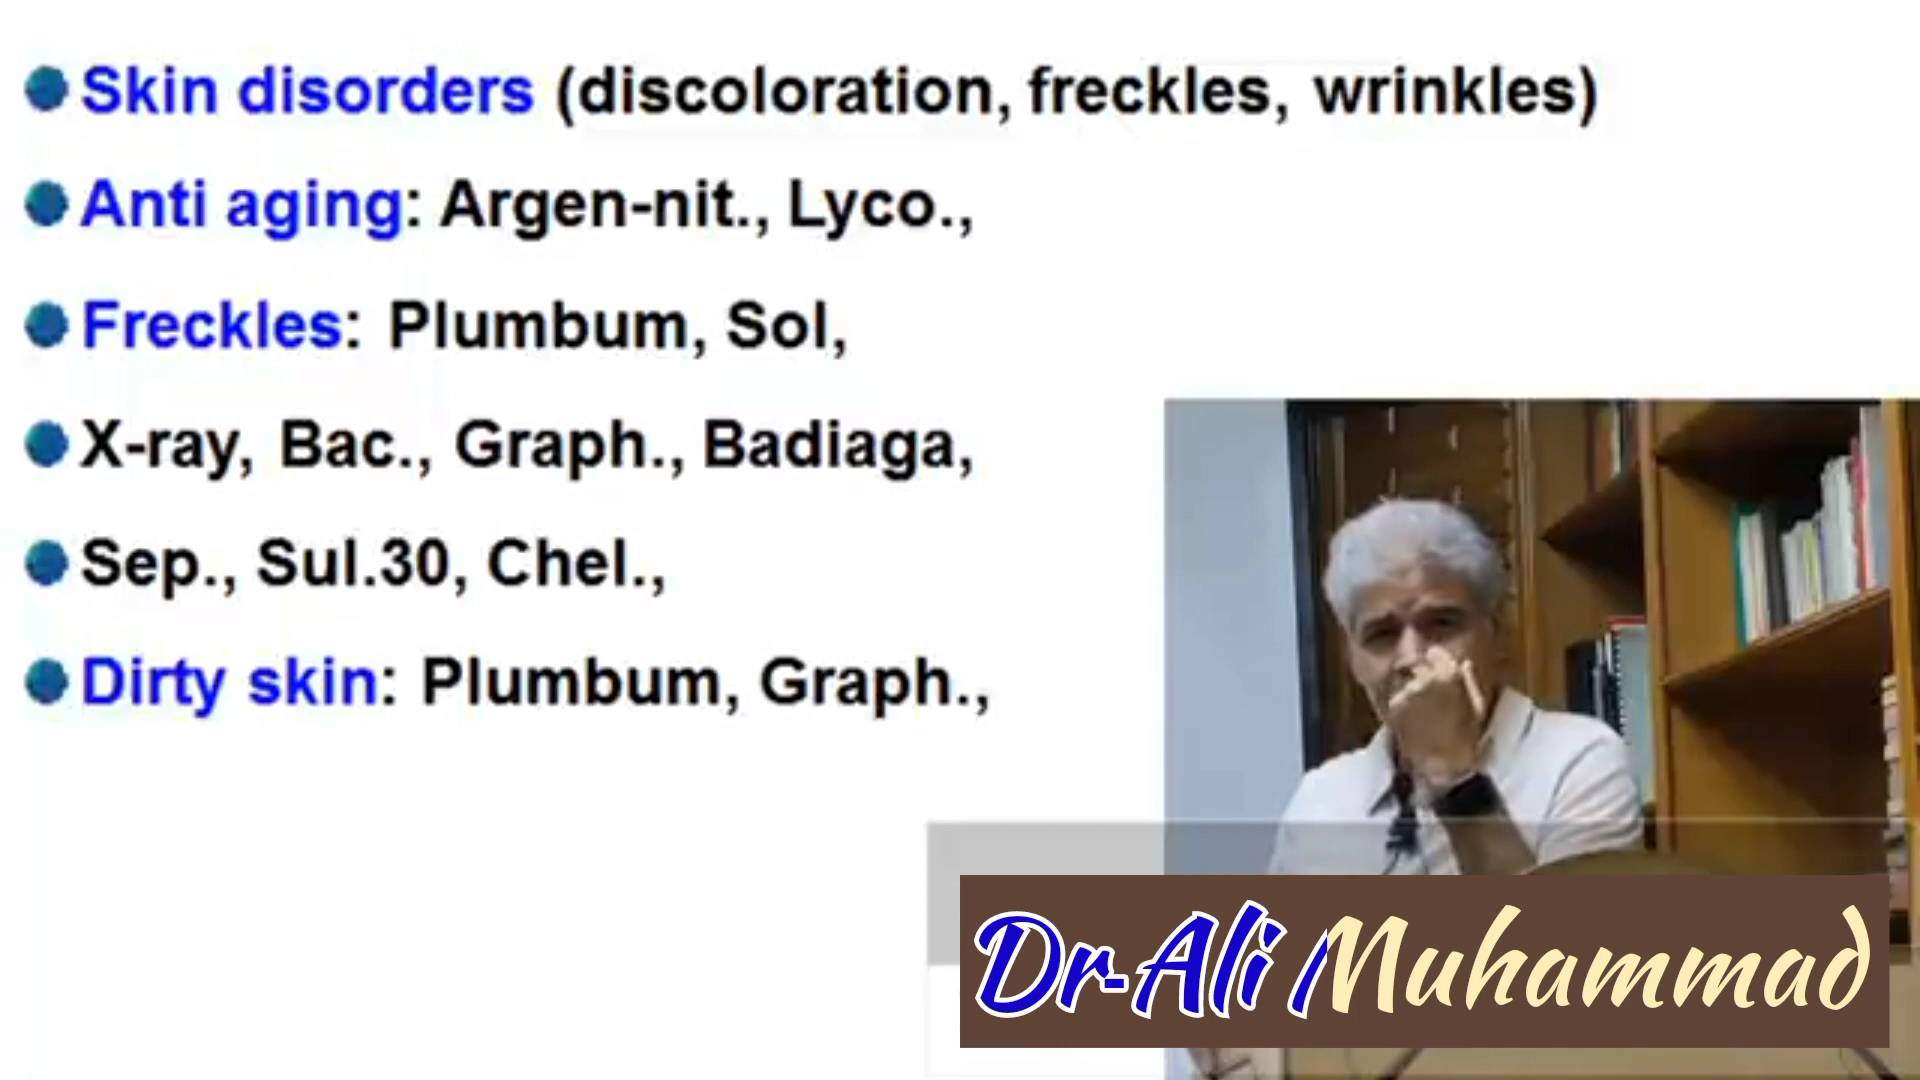 Skin disorders (discoloration, freckles, wrinkles)
Anti aging: Argen-nit., Lyco.,
Freckles: Plumbum, Sol,
X-ray, Bac., Graph., Badiaga,
Sep., Sul.30, Chel.,
Dirty skin: Plumbum, Graph.,
Dr-Ali Muhammad